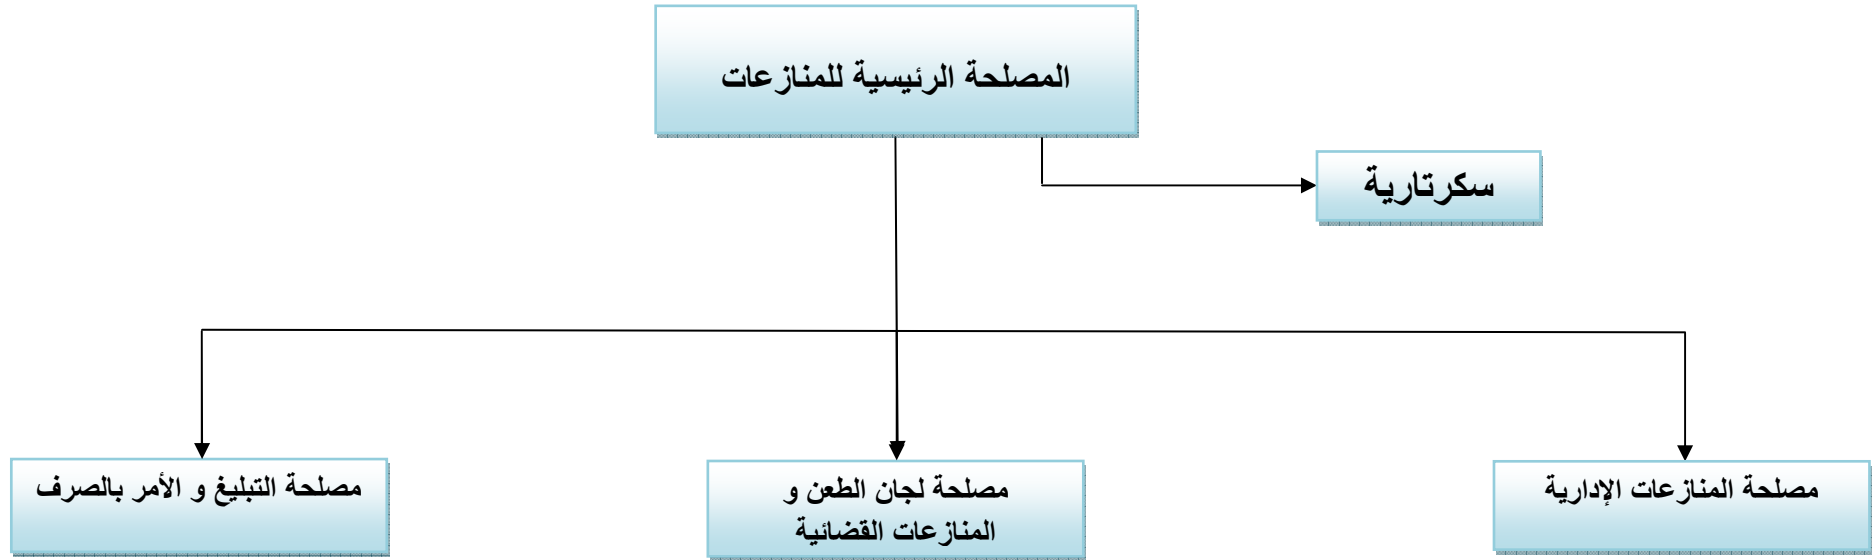 المصلحة الرئيسية للمنازعات
سكرتارية
مصلحة المنازعات الإدارية
مصلحة لجان الطعن و
المنازعات القضائية
مصلحة التبليغ و الأمر بالصرف